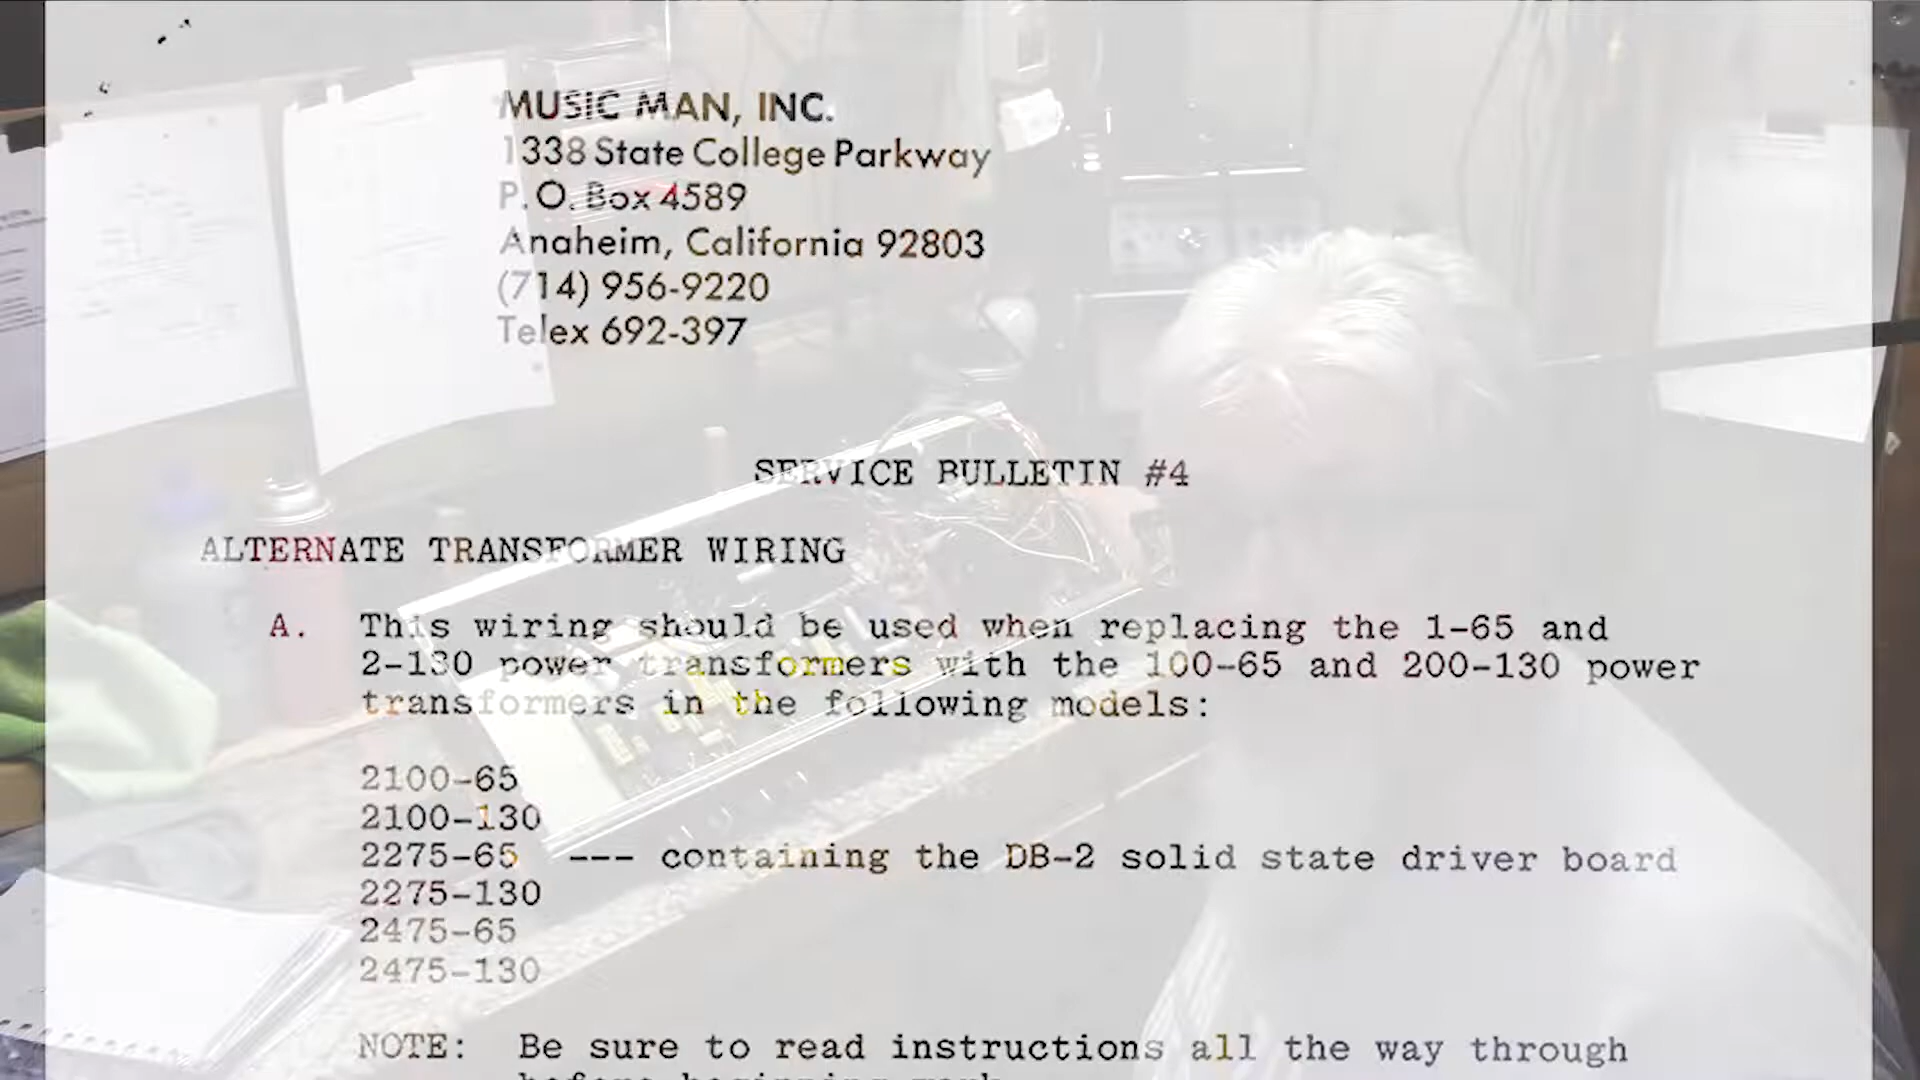 MUSIC MAN, INC.
1338 State College Parkway
P. O. Box 4589
Anaheim, California 92803
(714) 956-9220
Telex 692-397
SERVICE BULLETIN #4
ALTERNATE TRANSFORMER WIRING
A. This wiring should be used when replacing the 1-65 and
2-130 power transformers with the 100-65 and 200-130 power
transformers in the following models:
2100-65
2100-130
2275-65 --- containing the DB-2 solid state driver board
2275-130
2475-65
2475-130
NOTE: Be sure to read instructions all the way through
before beginning work.